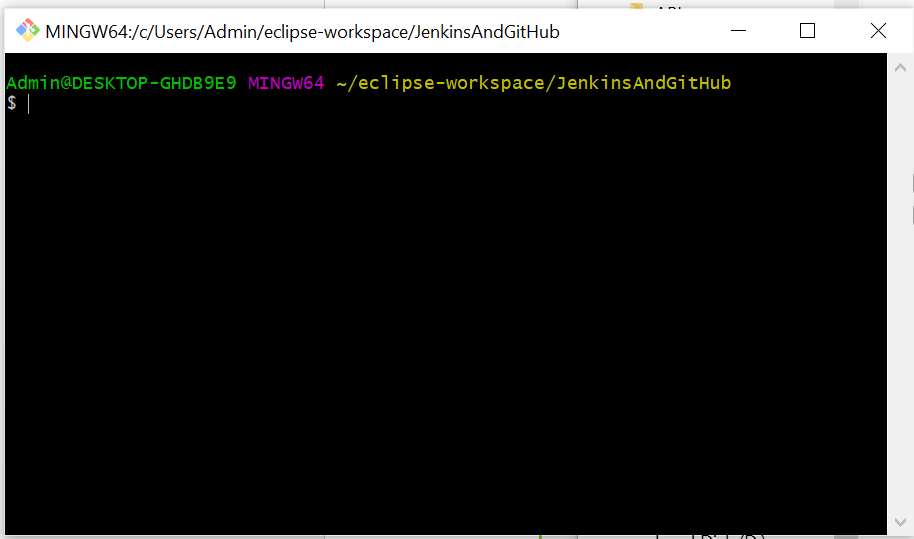 MINGW64:/c/Users/Admin/eclipse-workspace/JenkinsAndGitHub
Admin@DESKTOP-GHDB9E9 MINGW64 ~/eclipse-workspace/JenkinsAndGitHub
$